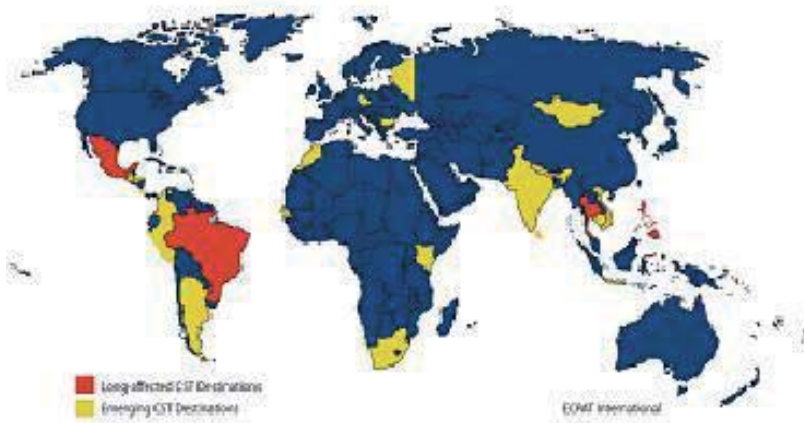 Long-affected CST Destinations
Emerging CST Destinations
ECPAT International